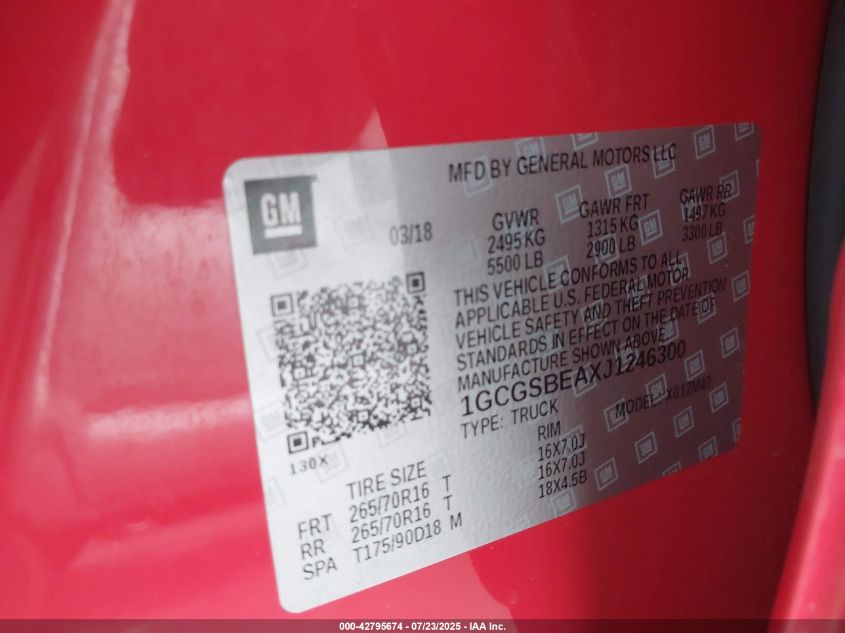 MFD BY GENERAL MOTORS LLC
GM
03/18
GVWR
2495 KG
5500 LB
GAWR FRT
1315 KG
2900 LB
GAWR RR
1497 KG
3300 LB
THIS VEHICLE CONFORMS TO ALL
APPLICABLE U.S. FEDERAL MOTOR
VEHICLE SAFETY AND THEFT PREVENTION
STANDARDS IN EFFECT ON THE DATE OF
MANUFACTURE SHOWN ABOVE.
1GCGSBEAXJ1246300
TYPE: TRUCK
MODEL: X012M43
130X
TIRE SIZE RIM
FRT 265/70R16 T 16X7.0J
RR 265/70R16 T 16X7.0J
SPA T175/90D18 M 18X4.5B
000-42795674 - 07/23/2025 - IAA Inc.